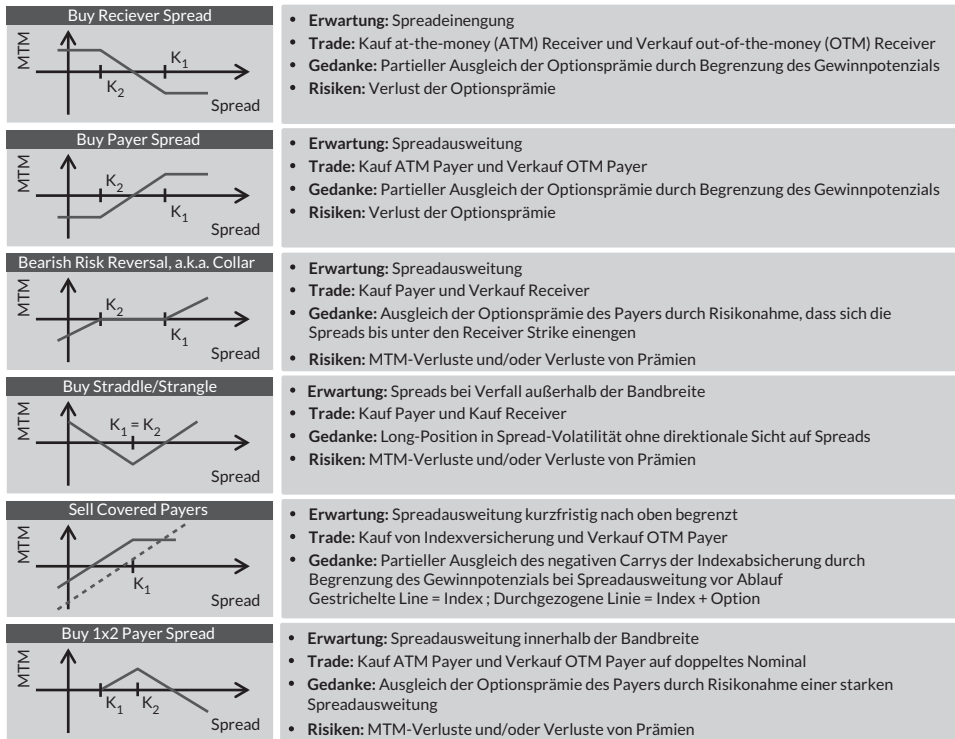 Buy Reciever Spread
MTM
K1
K2
Spread
• Erwartung: Spreadeinengung
• Trade: Kauf at-the-money (ATM) Receiver und Verkauf out-of-the-money (OTM) Receiver
• Gedanke: Partieller Ausgleich der Optionsprämie durch Begrenzung des Gewinnpotenzials
• Risiken: Verlust der Optionsprämie
Buy Payer Spread
MTM
K2
K1
Spread
• Erwartung: Spreadausweitung
• Trade: Kauf ATM Payer und Verkauf OTM Payer
• Gedanke: Partieller Ausgleich der Optionsprämie durch Begrenzung des Gewinnpotenzials
• Risiken: Verlust der Optionsprämie
Bearish Risk Reversal, a.k.a. Collar
MTM
K2
K1
Spread
• Erwartung: Spreadausweitung
• Trade: Kauf Payer und Verkauf Receiver
• Gedanke: Ausgleich der Optionsprämie des Payers durch Risikonahme, dass sich die
Spreads bis unter den Receiver Strike einengen
• Risiken: MTM-Verluste und/oder Verluste von Prämien
Buy Straddle/Strangle
MTM
K1 = K2
Spread
• Erwartung: Spreads bei Verfall außerhalb der Bandbreite
• Trade: Kauf Payer und Kauf Receiver
• Gedanke: Long-Position in Spread-Volatilität ohne direktionale Sicht auf Spreads
• Risiken: MTM-Verluste und/oder Verluste von Prämien
Sell Covered Payers
MTM
K1
Spread
• Erwartung: Spreadausweitung kurzfristig nach oben begrenzt
• Trade: Kauf von Indexversicherung und Verkauf OTM Payer
• Gedanke: Partieller Ausgleich des negativen Carrys der Indexabsicherung durch
Begrenzung des Gewinnpotenzials bei Spreadausweitung vor Ablauf
Gestrichelte Line = Index ; Durchgezogene Linie = Index + Option
Buy 1x2 Payer Spread
MTM
K1 K2
Spread
• Erwartung: Spreadausweitung innerhalb der Bandbreite
• Trade: Kauf ATM Payer und Verkauf OTM Payer auf doppeltes Nominal
• Gedanke: Ausgleich der Optionsprämie des Payers durch Risikonahme einer starken
Spreadausweitung
• Risiken: MTM-Verluste und/oder Verluste von Prämien